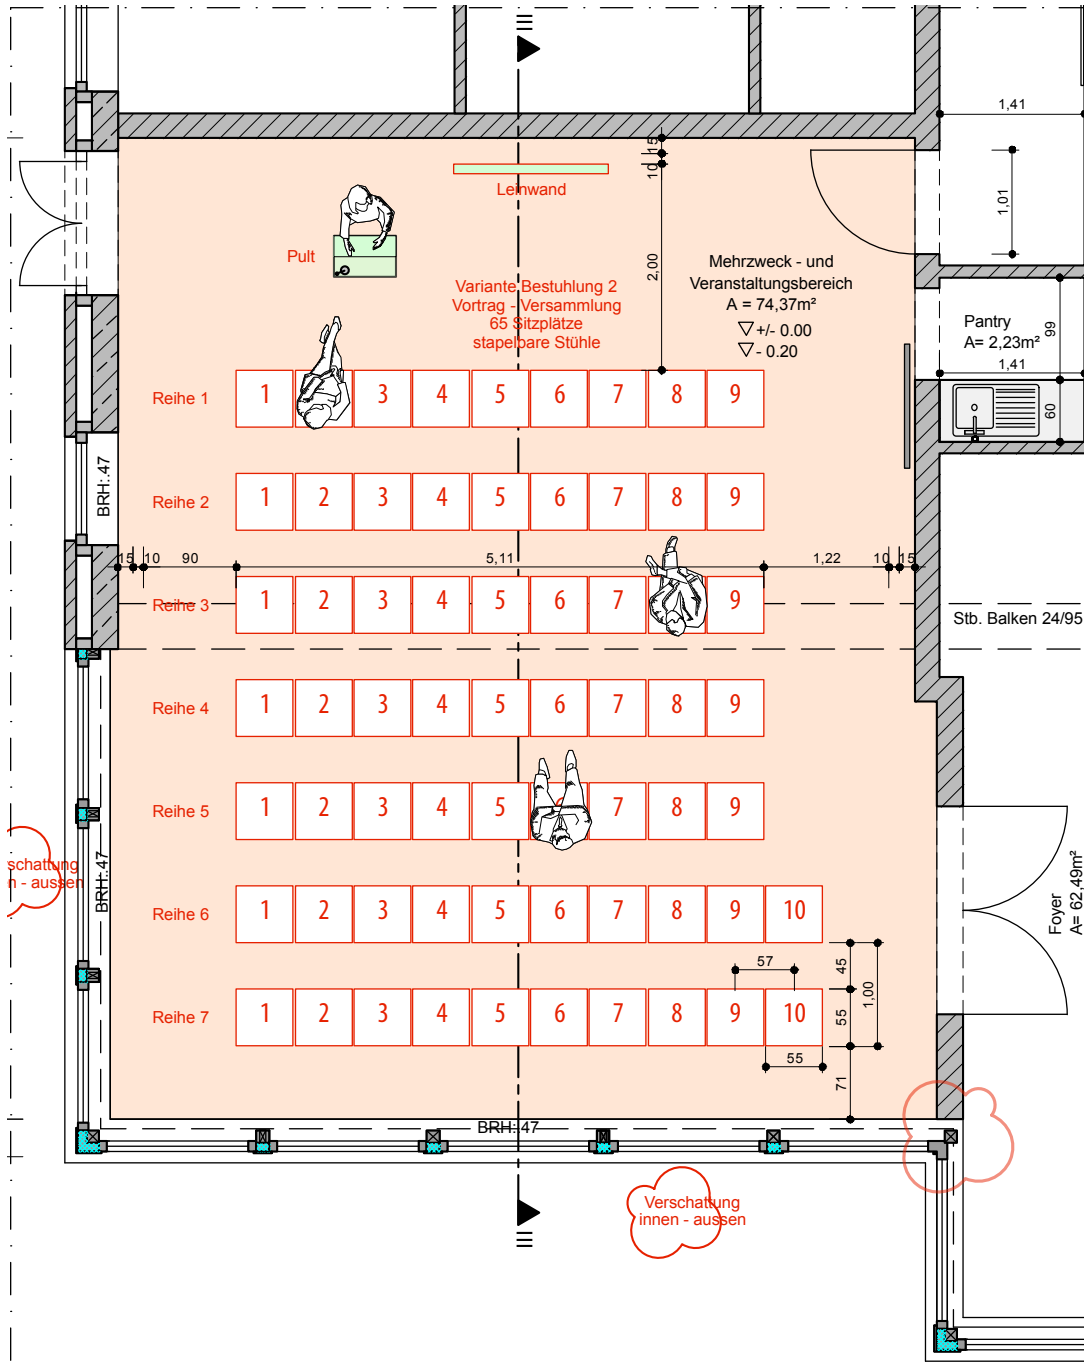 II
1,41
15
10
1,01
Leinwand
Pult
2,00
Mehrzweck - und
Veranstaltungsbereich
A = 74,37m²
+/- 0.00
- 0.20
Variante Bestuhlung 2
Vortrag - Versammlung
65 Sitzplätze
stapelbare Stühle
Pantry
A= 2,23m²
99
1,41
60
Reihe 1 1 3 4 5 6 7 8 9
BRH:.47
Reihe 2 1 2 3 4 5 6 7 8 9
15 10 90 5,11 1,22 10 15
Reihe 3 1 2 3 4 5 6 7 9
Stb. Balken 24/95
Reihe 4 1 2 3 4 5 6 7 8 9
Reihe 5 1 2 3 4 5 7 8 9
schattung
n - aussen
BRH:.47
Foyer
A= 62,49m²
Reihe 6 1 2 3 4 5 6 7 8 9 10
57
45
1,00
Reihe 7 1 2 3 4 5 6 7 8 9 10
55
55
71
BRH:.47
Verschattung
innen - aussen
II